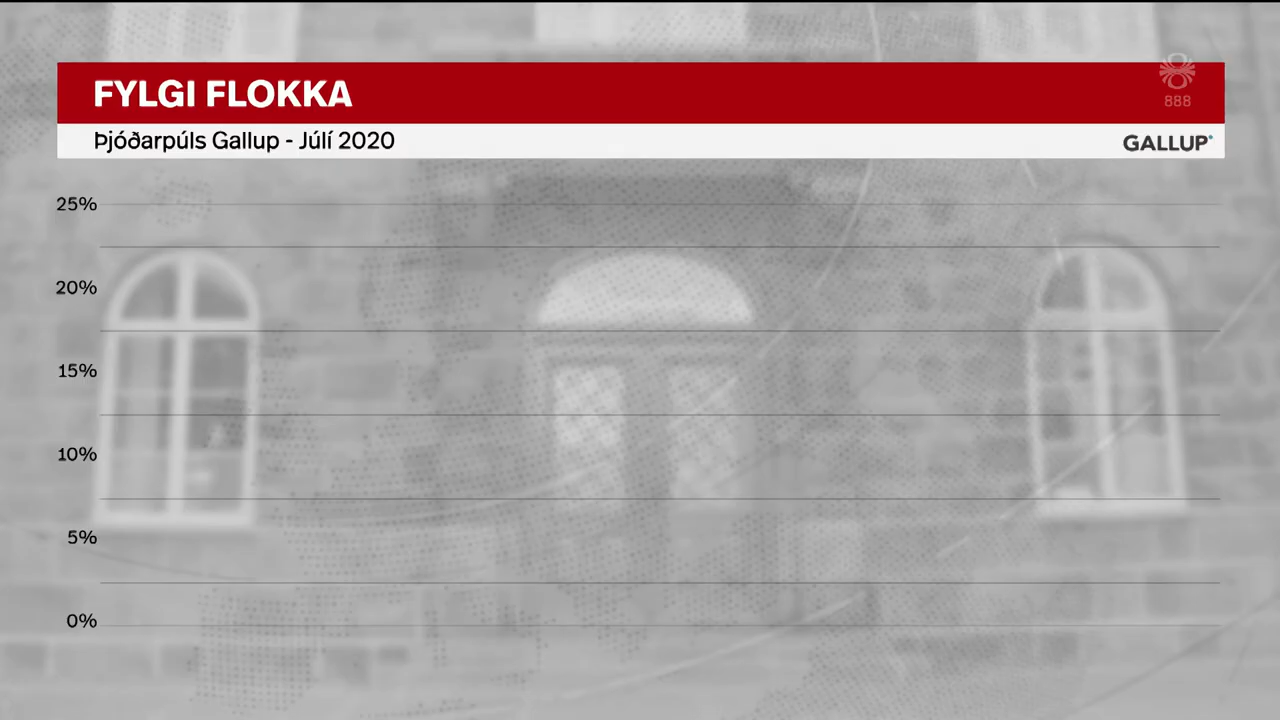 FYLGI FLOKKA
888
Þjóðarpúls Gallup - Júlí 2020
GALLUP
25%
20%
15%
10%
5%
0%